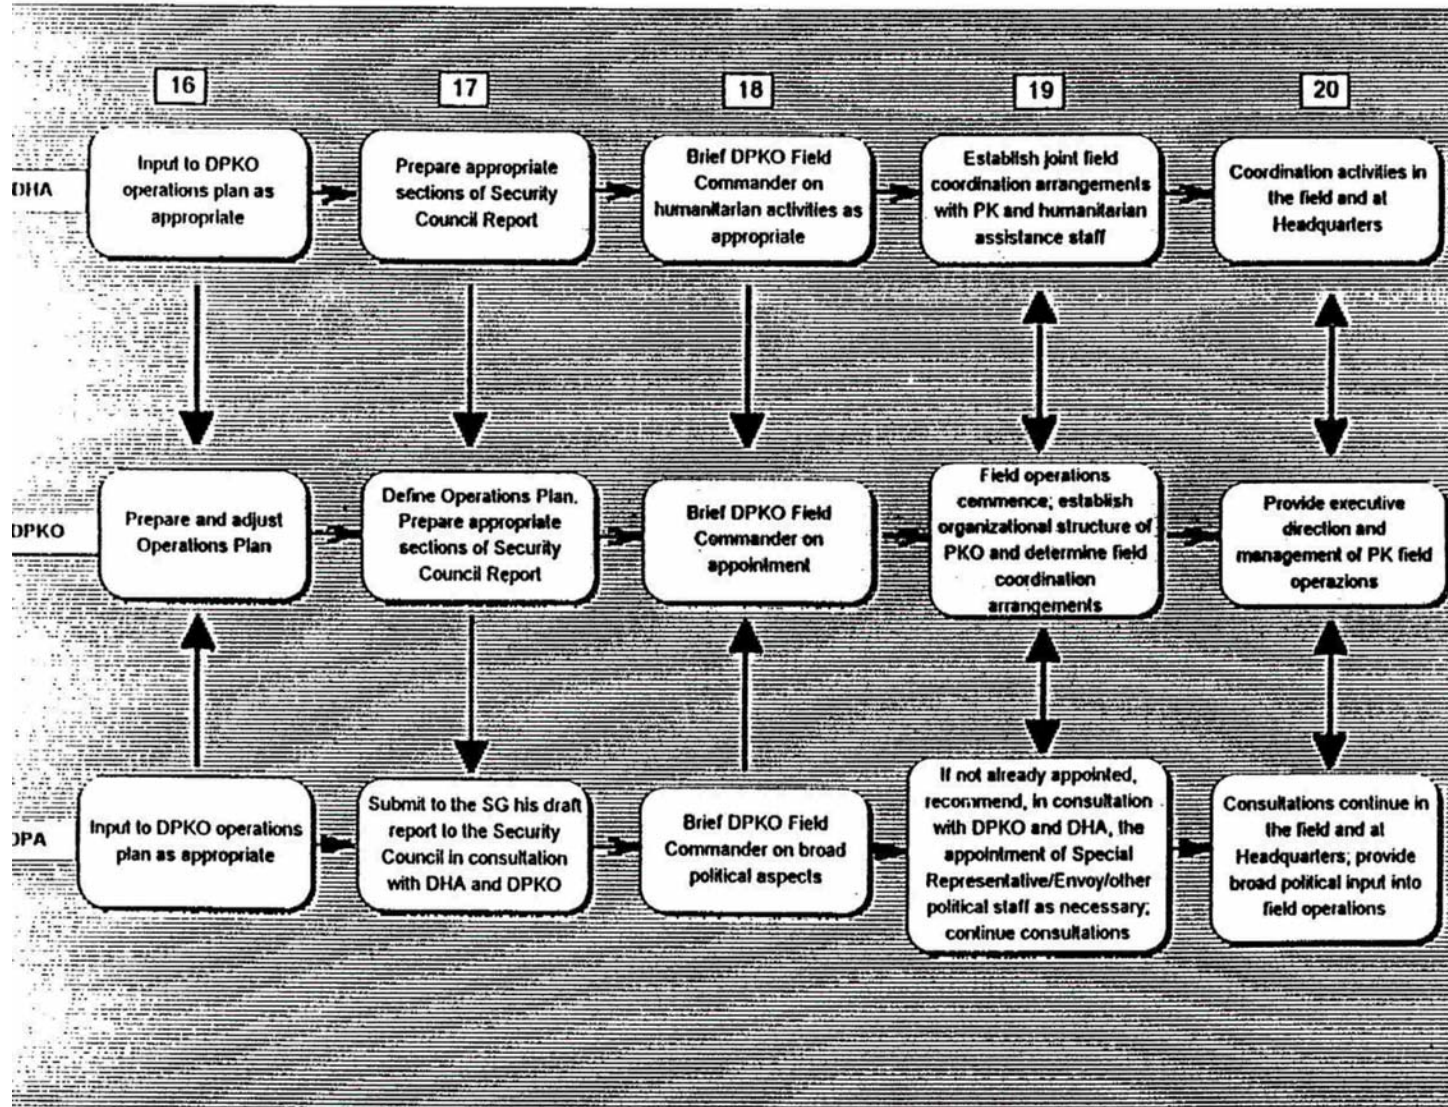 16
17
18
19
20
DHA
Input to DPKO
operations plan as
appropriate
Prepare appropriate
sections of Security
Council Report
Brief DPKO Field
Commander on
humanitarian activities as
appropriate
Establish joint field
coordination arrangements
with PK and humanitarian
assistance staff
Coordination activities in
the field and at
Headquarters
DPKO
Prepare and adjust
Operations Plan
Define Operations Plan.
Prepare appropriate
sections of Security
Council Report
Brief DPKO Field
Commander on
appointment
Field operations
commence; establish
organizational structure of
PKO and determine field
coordination
arrangements
Provide executive
direction and
management of PK field
operazions
DPA
Input to DPKO operations
plan as appropriate
Submit to the SG his draft
report to the Security
Council in consultation
with DHA and DPKO
Brief DPKO Field
Commander on broad
political aspects
If not already appointed,
recommend, in consultation
with DPKO and DHA, the
appointment of Special
Representative/Envoy/other
political staff as necessary;
continue consultations
Consultations continue in
the field and at
Headquarters; provide
broad political input into
field operations